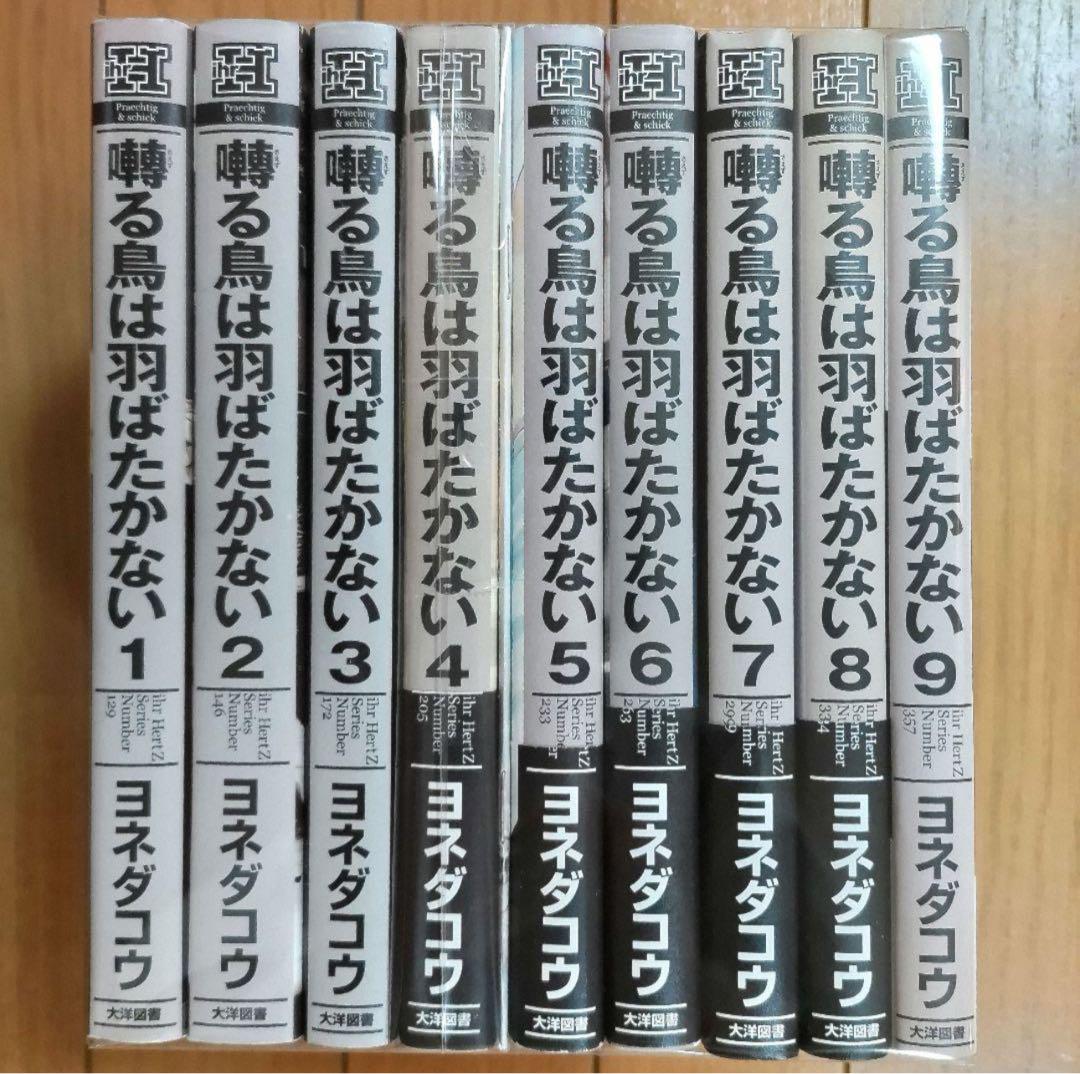 H
Praechtig
& schick
囀る鳥は羽ばたかない 1
ihr HertZ
Series
Number
129
ヨネダコウ
大洋図書
H
Praechtig
& schick
囀る鳥は羽ばたかない 2
ihr HertZ
Series
Number
146
ヨネダコウ
大洋図書
H
Praechtig
& schick
囀る鳥は羽ばたかない 3
ihr HertZ
Series
Number
172
ヨネダコウ
大洋図書
H
Praechtig
& schick
囀る鳥は羽ばたかない 4
ihr HertZ
Series
Number
205
ヨネダコウ
大洋図書
H
Praechtig
& schick
囀る鳥は羽ばたかない 5
ihr HertZ
Series
Number
233
ヨネダコウ
大洋図書
H
Praechtig
& schick
囀る鳥は羽ばたかない 6
ihr HertZ
Series
Number
263
ヨネダコウ
大洋図書
H
Praechtig
& schick
囀る鳥は羽ばたかない 7
ihr HertZ
Series
Number
299
ヨネダコウ
大洋図書
H
Praechtig
& schick
囀る鳥は羽ばたかない 8
ihr HertZ
Series
Number
334
ヨネダコウ
大洋図書
H
Praechtig
& schick
囀る鳥は羽ばたかない 9
ihr HertZ
Series
Number
357
ヨネダコウ
大洋図書